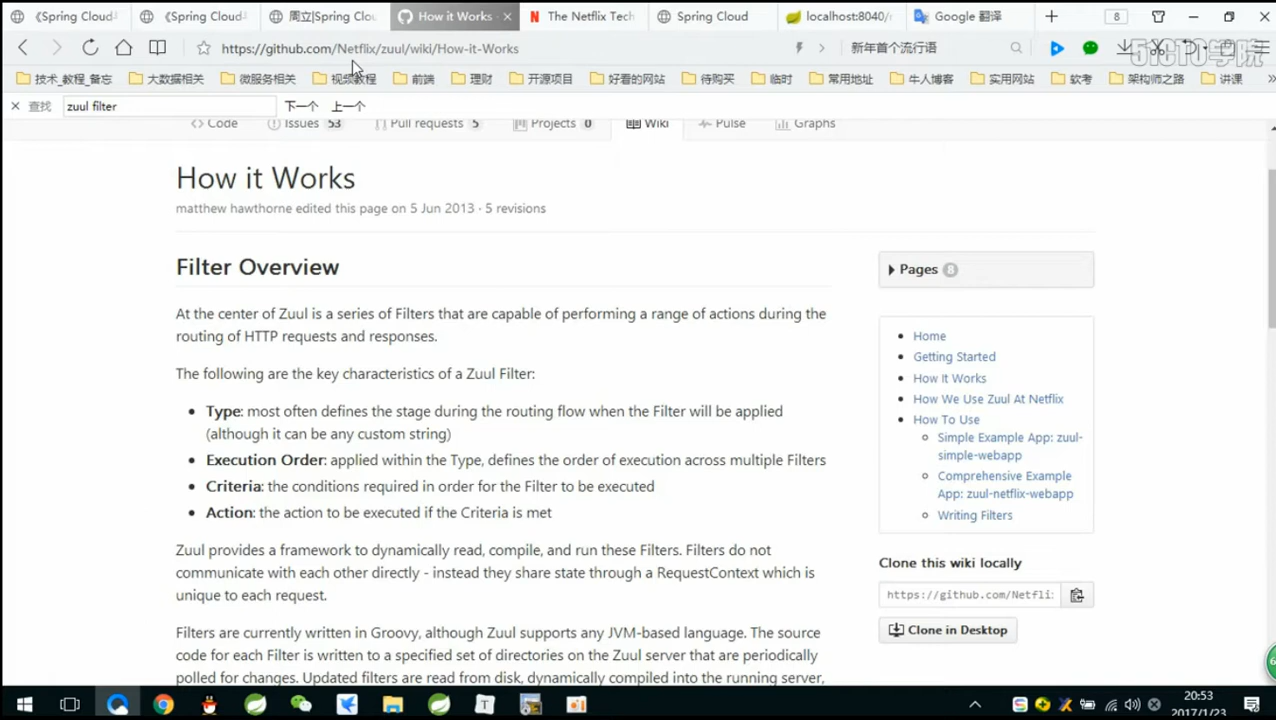 《Spring Cloud
《Spring Cloud
周立|Spring Clou
How it Works
The Netflix Tech
Spring Cloud
localhost:8040/
Google 翻译
8
https://github.com/Netflix/zuul/wiki/How-it-Works
新年首个流行语
51CTO学院
技术_教程_备忘
大数据相关
微服务相关
视频教程
前端
理财
开源项目
好看的网站
待购买
临时
常用地址
牛人博客
实用网站
软考
架构师之路
讲课
查找
zuul filter
下一个
上一个
Code
Issues 53
Pull requests 5
Projects 0
Wiki
Pulse
Graphs
How it Works
matthew hawthorne edited this page on 5 Jun 2013 · 5 revisions
Filter Overview
At the center of Zuul is a series of Filters that are capable of performing a range of actions during the
routing of HTTP requests and responses.
The following are the key characteristics of a Zuul Filter:
Type: most often defines the stage during the routing flow when the Filter will be applied
(although it can be any custom string)
Execution Order: applied within the Type, defines the order of execution across multiple Filters
Criteria: the conditions required in order for the Filter to be executed
Action: the action to be executed if the Criteria is met
Zuul provides a framework to dynamically read, compile, and run these Filters. Filters do not
communicate with each other directly - instead they share state through a RequestContext which is
unique to each request.
Filters are currently written in Groovy, although Zuul supports any JVM-based language. The source
code for each Filter is written to a specified set of directories on the Zuul server that are periodically
polled for changes. Updated filters are read from disk, dynamically compiled into the running server,
Pages 8
Home
Getting Started
How It Works
How We Use Zuul At Netflix
How To Use
Simple Example App: zuul-
simple-webapp
Comprehensive Example
App: zuul-netflix-webapp
Writing Filters
Clone this wiki locally
https://github.com/Netfli
Clone in Desktop
20:53
2017/1/23